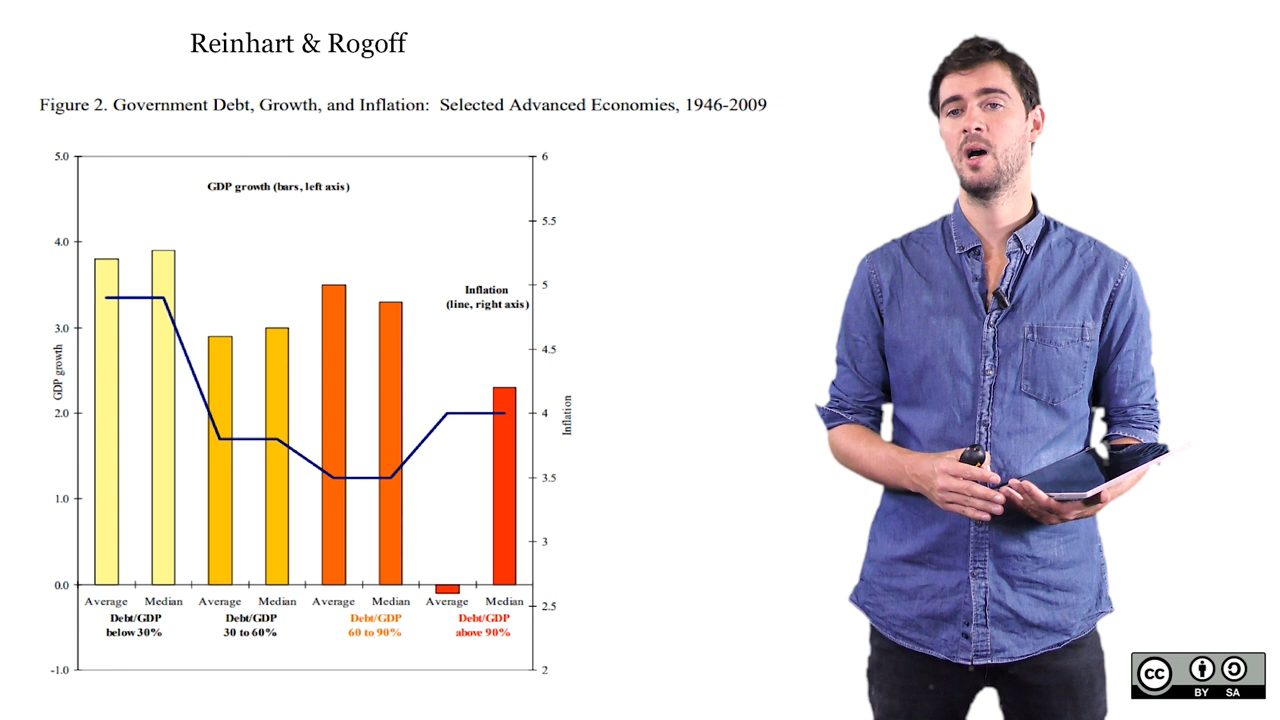 Reinhart & Rogoff
Figure 2. Government Debt, Growth, and Inflation: Selected Advanced Economies, 1946-2009
5.0
4.0
3.0
2.0
1.0
0.0
-1.0
GDP growth
GDP growth (bars, left axis)
Inflation
(line, right axis)
6
5.5
5
4.5
4
3.5
3
2.5
2
Inflation
Average Median Average Median Average Median Average Median
Debt/GDP Debt/GDP Debt/GDP Debt/GDP
below 30% 30 to 60% 60 to 90% above 90%
cc
BY SA